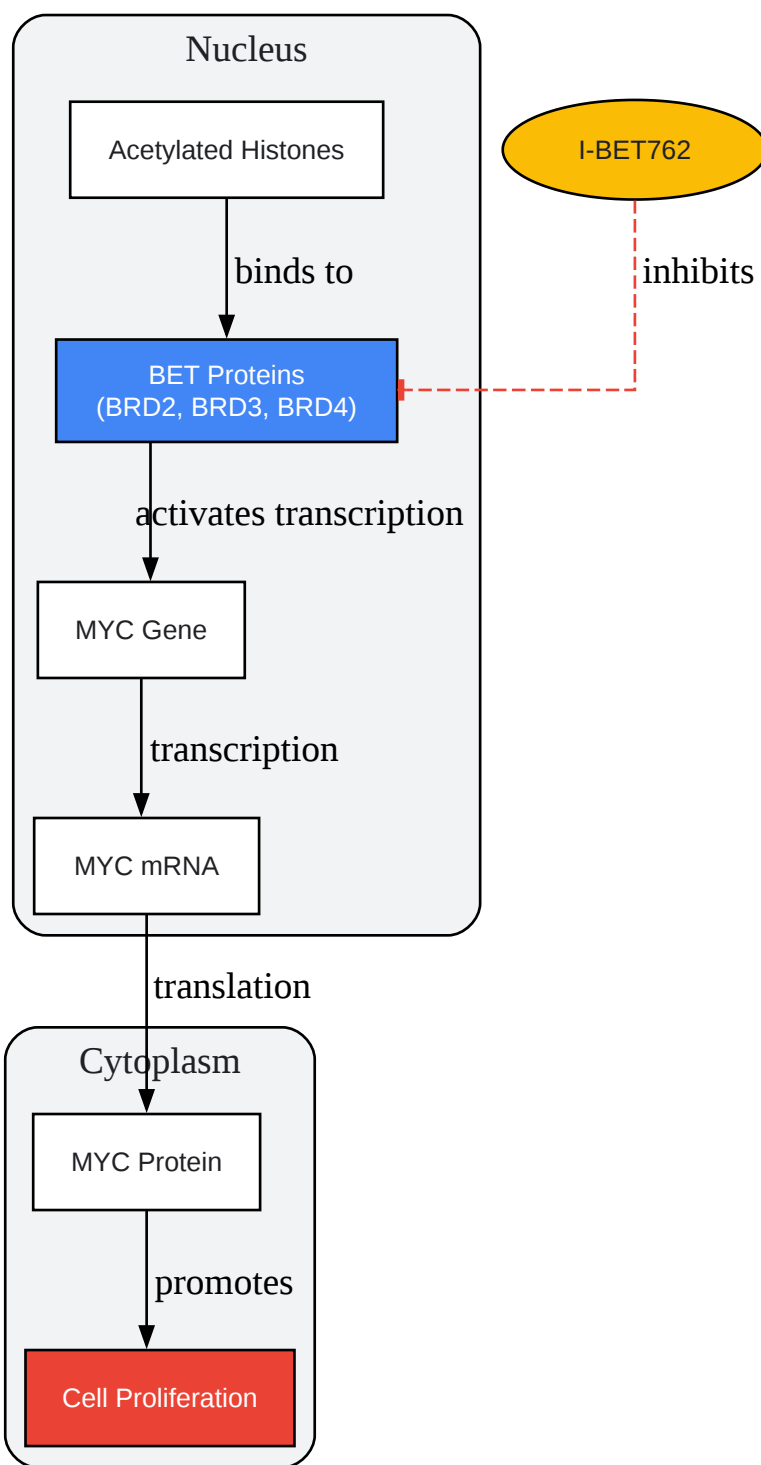 Nucleus
Acetylated Histones
I-BET762
binds to
inhibits
BET Proteins
(BRD2, BRD3, BRD4)
activates transcription
MYC Gene
transcription
MYC mRNA
translation
Cytoplasm
MYC Protein
promotes
Cell Proliferation